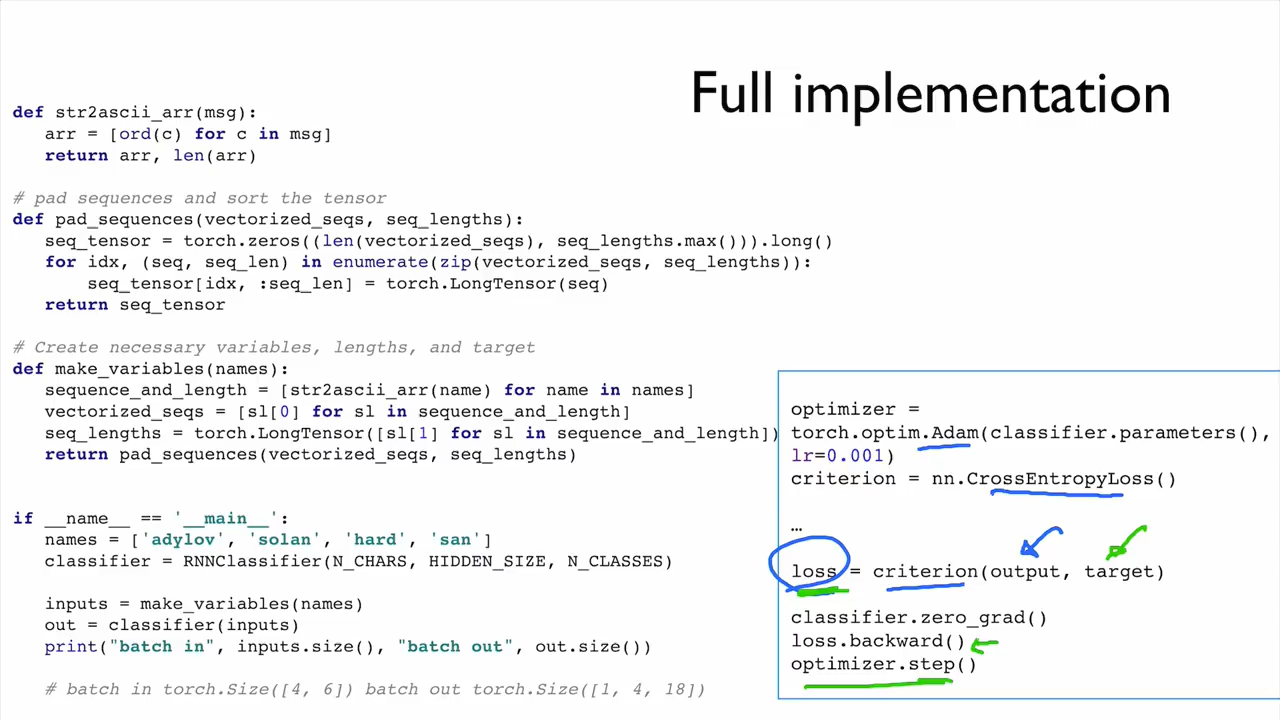 Full implementation
def str2ascii_arr(msg):
   arr = [ord(c) for c in msg]
   return arr, len(arr)
# pad sequences and sort the tensor
def pad_sequences(vectorized_seqs, seq_lengths):
   seq_tensor = torch.zeros((len(vectorized_seqs), seq_lengths.max())).long()
   for idx, (seq, seq_len) in enumerate(zip(vectorized_seqs, seq_lengths)):
       seq_tensor[idx, :seq_len] = torch.LongTensor(seq)
   return seq_tensor
# Create necessary variables, lengths, and target
def make_variables(names):
   sequence_and_length = [str2ascii_arr(name) for name in names]
   vectorized_seqs = [sl[0] for sl in sequence_and_length]
   seq_lengths = torch.LongTensor([sl[1] for sl in sequence_and_length])
   return pad_sequences(vectorized_seqs, seq_lengths)
if __name__ == '__main__':
   names = ['adylov', 'solan', 'hard', 'san']
   classifier = RNNClassifier(N_CHARS, HIDDEN_SIZE, N_CLASSES)
   inputs = make_variables(names)
   out = classifier(inputs)
   print("batch in", inputs.size(), "batch out", out.size())
   # batch in torch.Size([4, 6]) batch out torch.Size([1, 4, 18])
optimizer =
torch.optim.Adam(classifier.parameters(),
lr=0.001)
criterion = nn.CrossEntropyLoss()
…
loss = criterion(output, target)
classifier.zero_grad()
loss.backward()
optimizer.step()